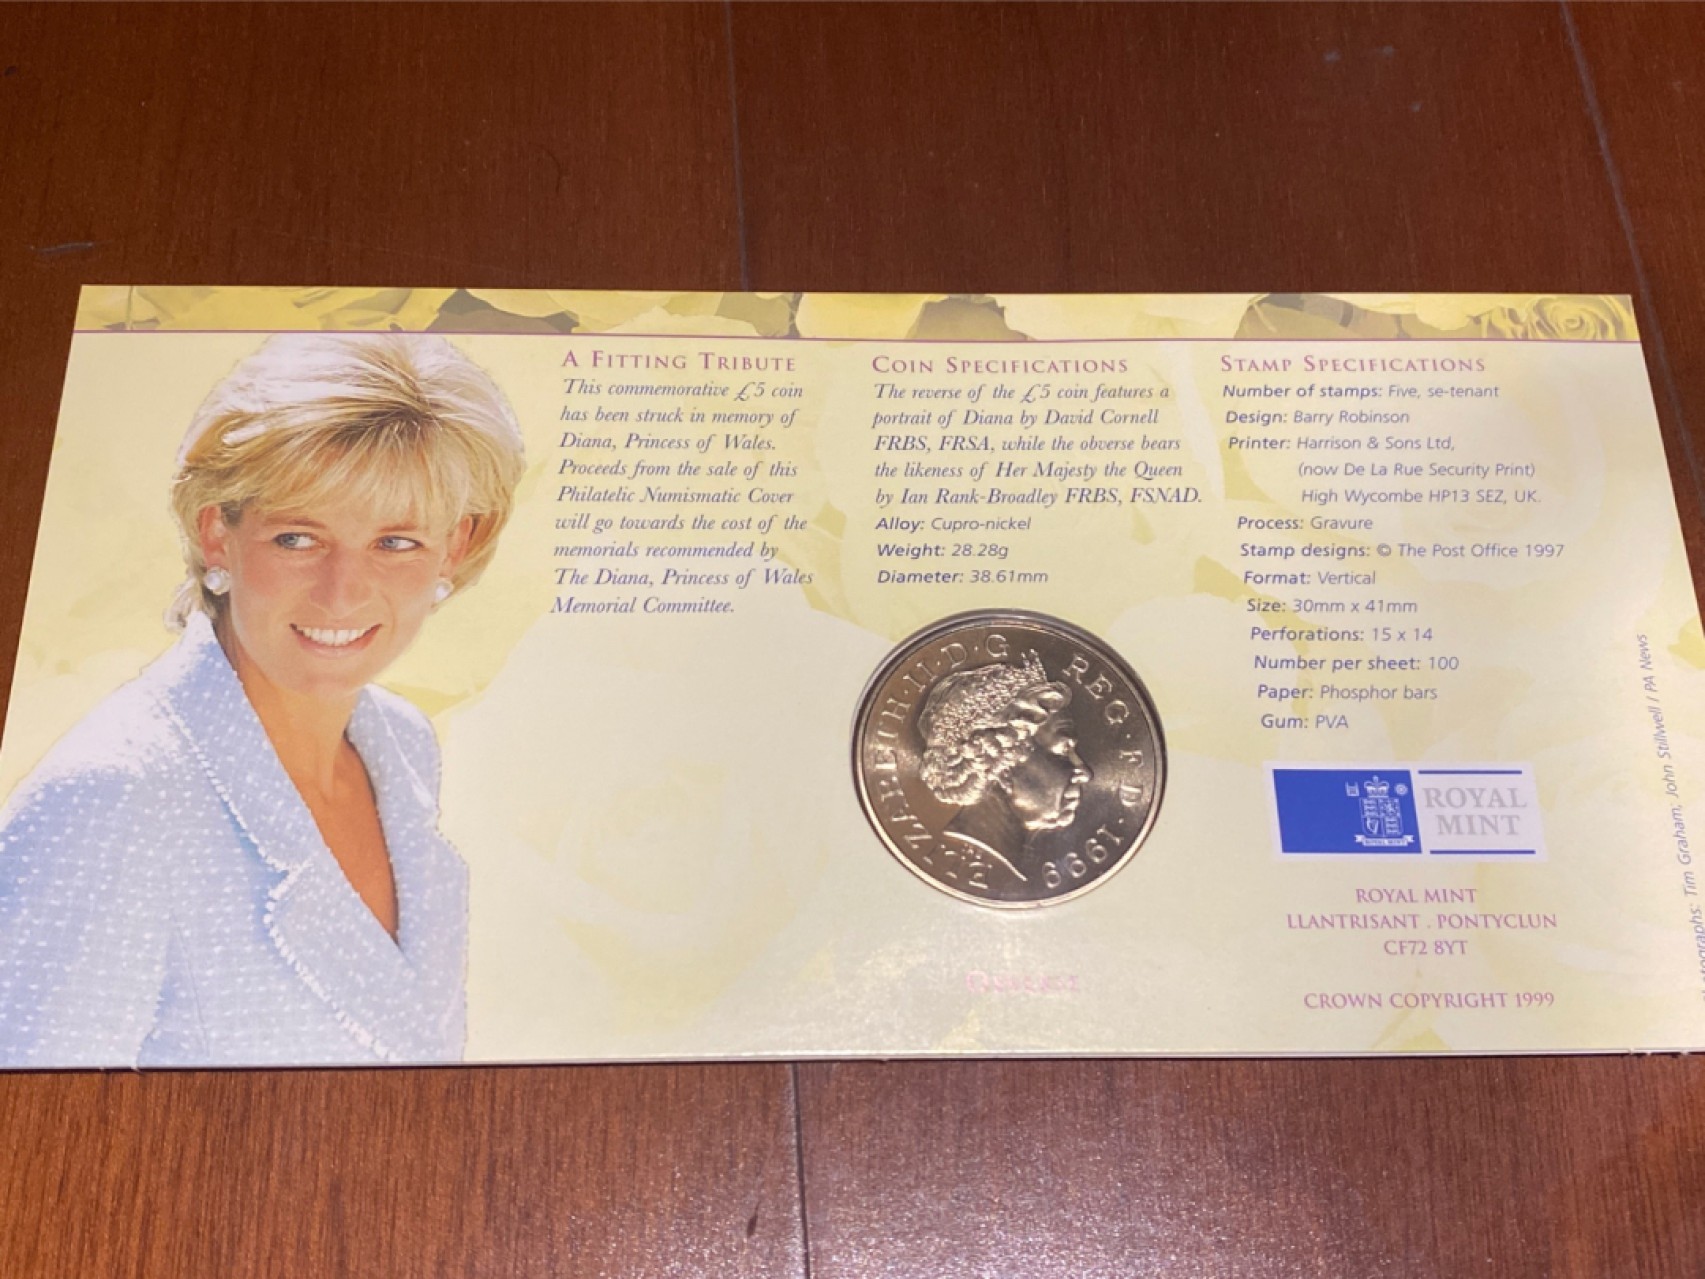 A FITTING TRIBUTE
This commemorative £5 coin
has been struck in memory of
Diana, Princess of Wales.
Proceeds from the sale of this
Philatelic Numismatic Cover
will go towards the cost of the
memorials recommended by
The Diana, Princess of Wales
Memorial Committee.
COIN SPECIFICATIONS
The reverse of the £5 coin features a
portrait of Diana by David Cornell
FRBS, FRSA, while the obverse bears
the likeness of Her Majesty the Queen
by Ian Rank-Broadley FRBS, FSNAD.
Alloy: Cupro-nickel
Weight: 28.28g
Diameter: 38.61mm
ELIZABETH·II·D·G REG·F·D·1999
STAMP SPECIFICATIONS
Number of stamps: Five, se-tenant
Design: Barry Robinson
Printer: Harrison & Sons Ltd,
(now De La Rue Security Print)
High Wycombe HP13 SEZ, UK.
Process: Gravure
Stamp designs: © The Post Office 1997
Format: Vertical
Size: 30mm x 41mm
Perforations: 15 x 14
Number per sheet: 100
Paper: Phosphor bars
Gum: PVA
ROYAL MINT
®
ROYAL
MINT
ROYAL MINT
LLANTRISANT . PONTYCLUN
CF72 8YT
CROWN COPYRIGHT 1999
Tim Graham, John Stillwell / PA News